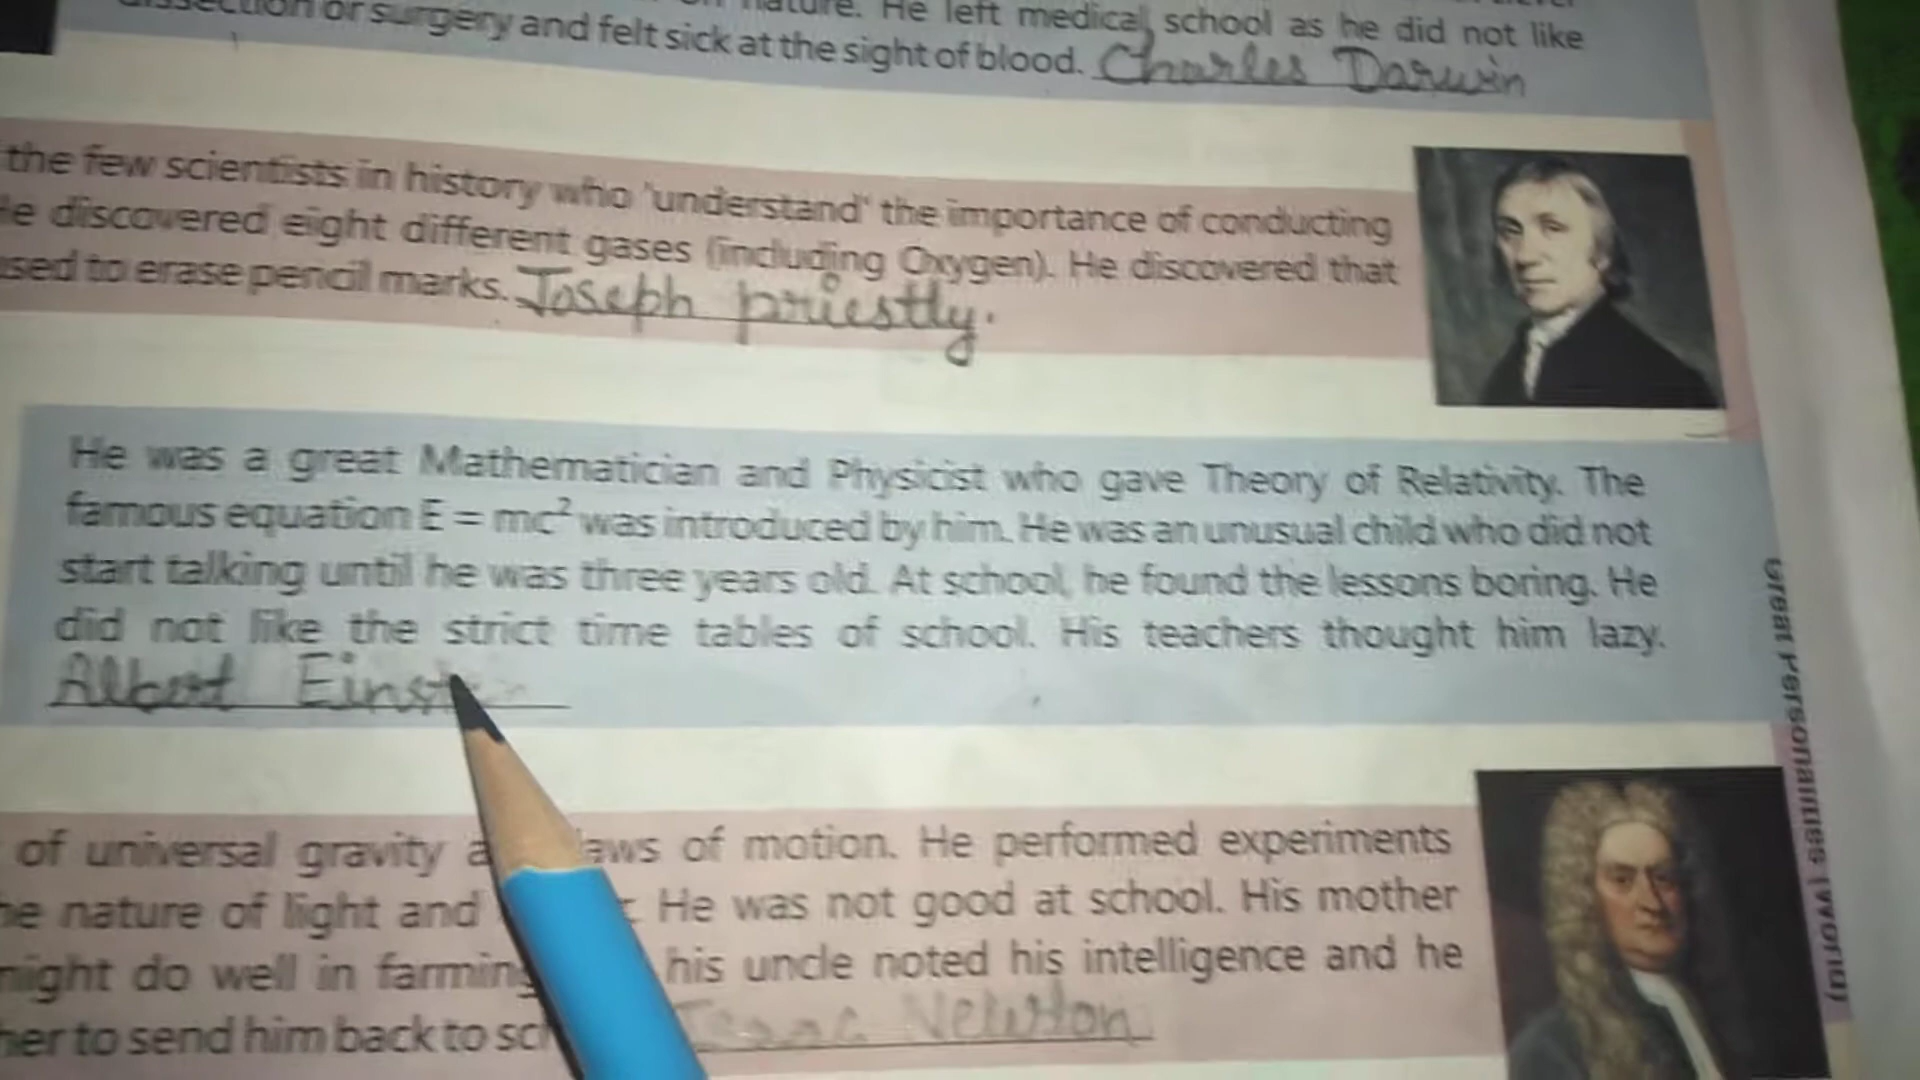 dissection or surgery and felt sick at the sight of blood. Charles Darwin
nature. He left medical school as he did not like
the few scientists in history who 'understand' the importance of conducting
He discovered eight different gases (including Oxygen). He discovered that
used to erase pencil marks. Joseph priestly.
He was a great Mathematician and Physicist who gave Theory of Relativity. The
famous equation E = mc² was introduced by him. He was an unusual child who did not
start talking until he was three years old. At school, he found the lessons boring. He
did not like the strict time tables of school. His teachers thought him lazy.
Albert Einst
of universal gravity laws of motion. He performed experiments
the nature of light and He was not good at school. His mother
might do well in farming his uncle noted his intelligence and he
her to send him back to Isaac Newton
Great Personalities (World)